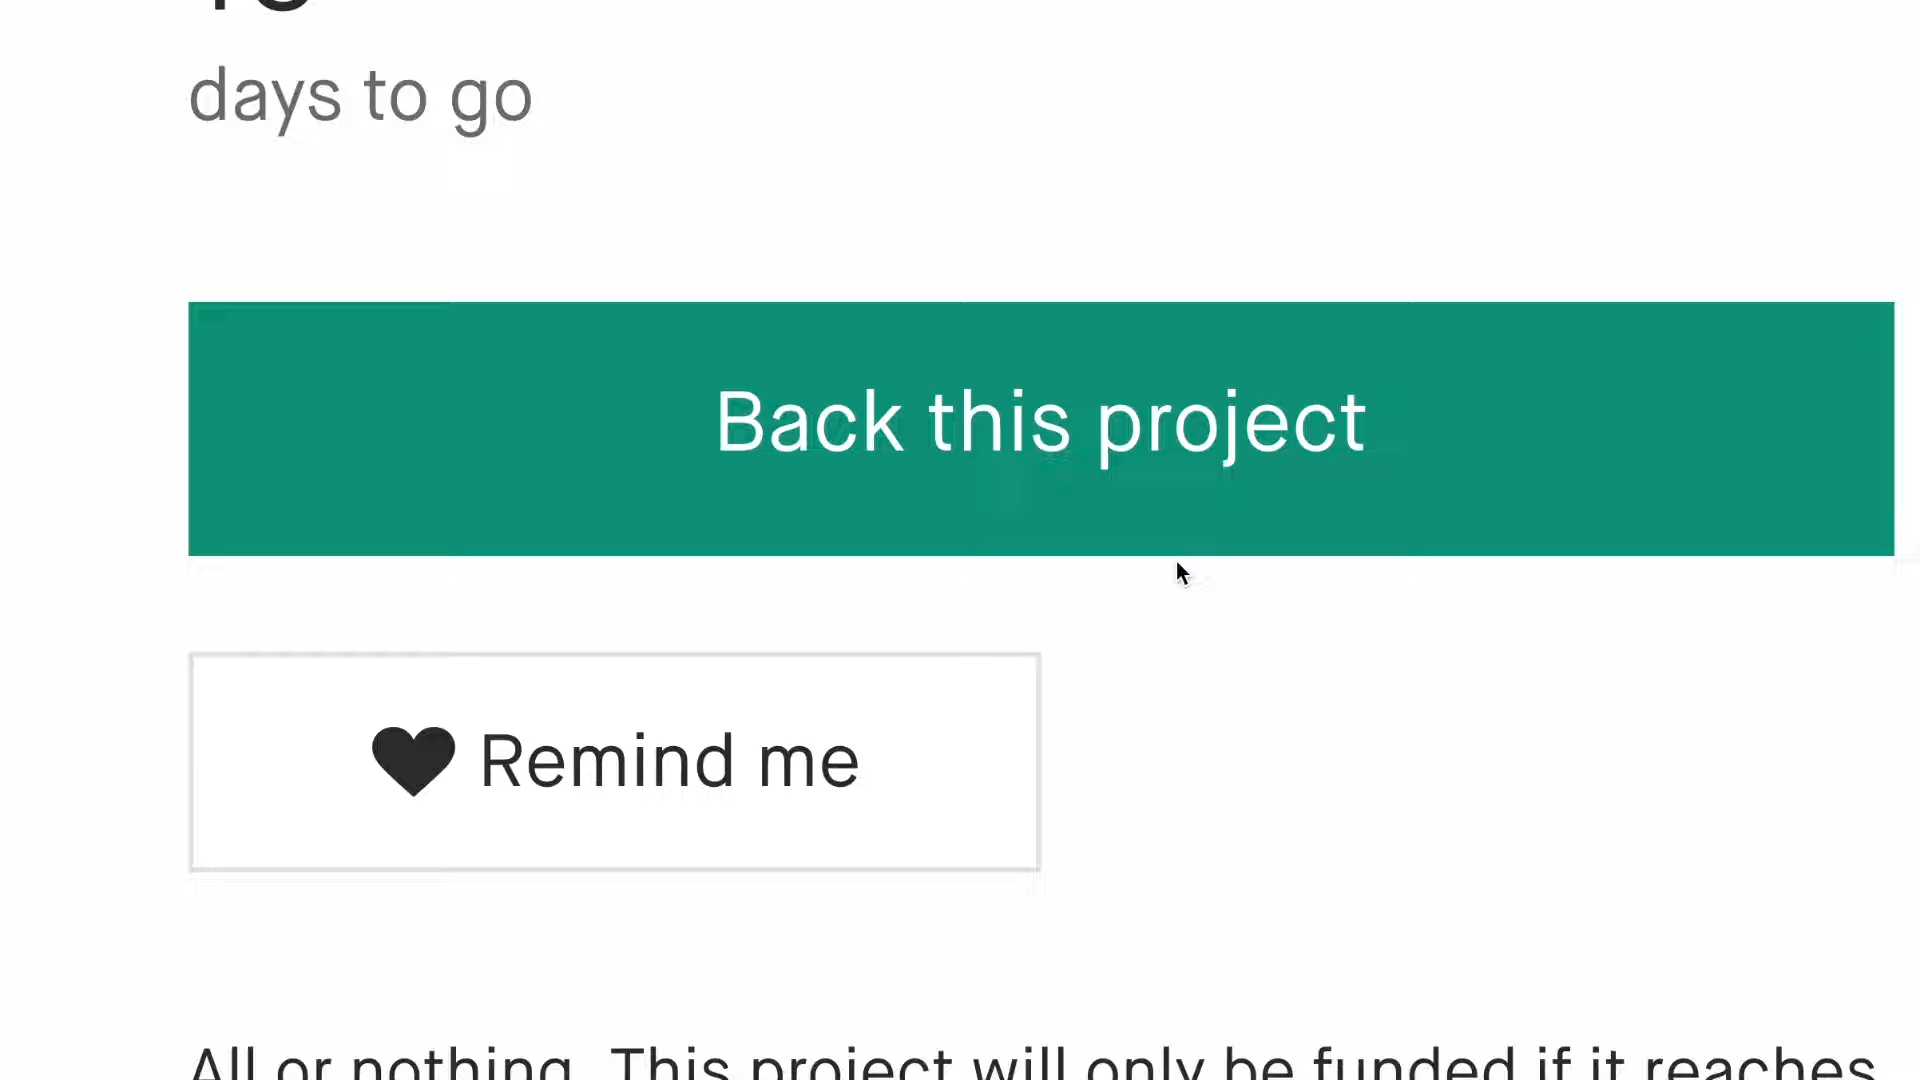 days to go
Back this project
Remind me
All or nothing. This project will only be funded if it reaches